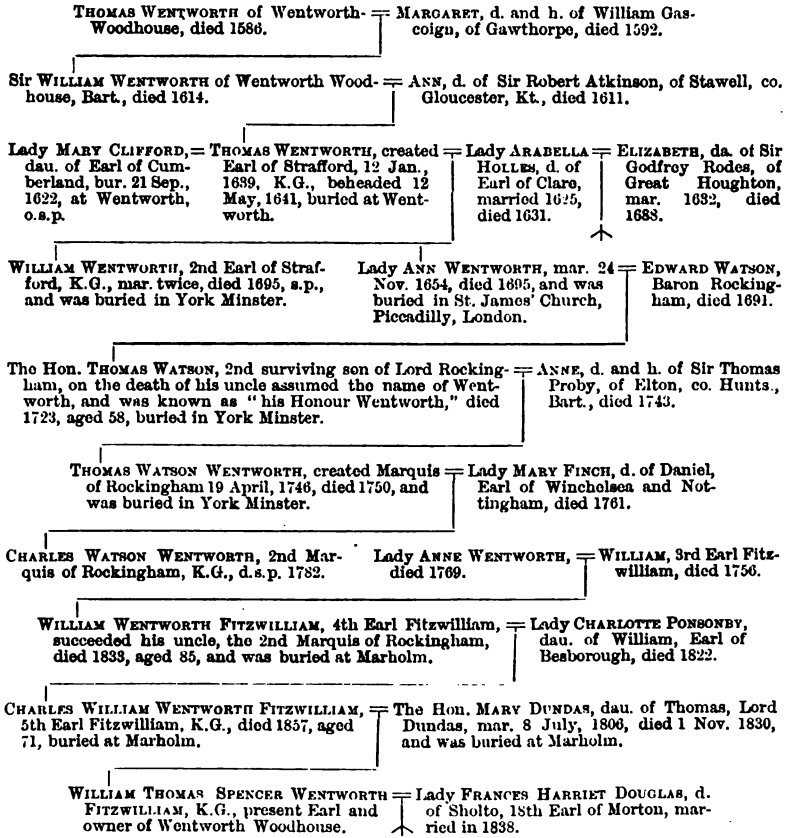 THOMAS WENTWORTH of Wentworth- = MARGARET, d. and h. of William Gas-
Woodhouse, died 1586. coign, of Gawthorpe, died 1592.
Sir WILLIAM WENTWORTH of Wentworth Wood- = ANN, d. of Sir Robert Atkinson, of Stawell, co.
house, Bart., died 1614. Gloucester, Kt., died 1611.
Lady MARY CLIFFORD, = THOMAS WENTWORTH, created = Lady ARABELLA = ELIZABETH, da. of Sir
dau. of Earl of Cum- Earl of Strafford, 12 Jan., HOLLES, d. of Godfrey Rodes, of
berland, bur. 21 Sep., 1639, K.G., beheaded 12 Earl of Clare, Great Houghton,
1622, at Wentworth, May, 1641, buried at Went- married 1625, mar. 1632, died
o.s.p. worth. died 1631. 1688.
WILLIAM WENTWORTH, 2nd Earl of Straf- Lady ANN WENTWORTH, mar. 24 = EDWARD WATSON,
ford, K.G., mar. twice, died 1695, s.p., Nov. 1654, died 1695, and was Baron Rocking-
and was buried in York Minster. buried in St. James' Church, ham, died 1691.
Piccadilly, London.
The Hon. THOMAS WATSON, 2nd surviving son of Lord Rocking- = ANNE, d. and h. of Sir Thomas
ham, on the death of his uncle assumed the name of Went- Proby, of Elton, co. Hunts.,
worth, and was known as "his Honour Wentworth," died Bart., died 1743.
1723, aged 58, buried in York Minster.
THOMAS WATSON WENTWORTH, created Marquis = Lady MARY FINCH, d. of Daniel,
of Rockingham 19 April, 1746, died 1750, and Earl of Winchelsea and Not-
was buried in York Minster. tingham, died 1761.
CHARLES WATSON WENTWORTH, 2nd Mar- Lady ANNE WENTWORTH, = WILLIAM, 3rd Earl Fitz-
quis of Rockingham, K.G., d.s.p. 1782. died 1769. william, died 1756.
WILLIAM WENTWORTH FITZWILLIAM, 4th Earl Fitzwilliam, = Lady CHARLOTTE PONSONBY,
succeeded his uncle, the 2nd Marquis of Rockingham, dau. of William, Earl of
died 1833, aged 85, and was buried at Marholm. Besborough, died 1822.
CHARLES WILLIAM WENTWORTH FITZWILLIAM, = The Hon. MARY DUNDAS, dau. of Thomas, Lord
5th Earl Fitzwilliam, K.G., died 1857, aged Dundas, mar. 8 July, 1806, died 1 Nov. 1830,
71, buried at Marholm. and was buried at Marholm.
WILLIAM THOMAS SPENCER WENTWORTH = Lady FRANCES HARRIET DOUGLAS, d.
FITZWILLIAM, K.G., present Earl and of Sholto, 18th Earl of Morton, mar-
owner of Wentworth Woodhouse. ried in 1838.